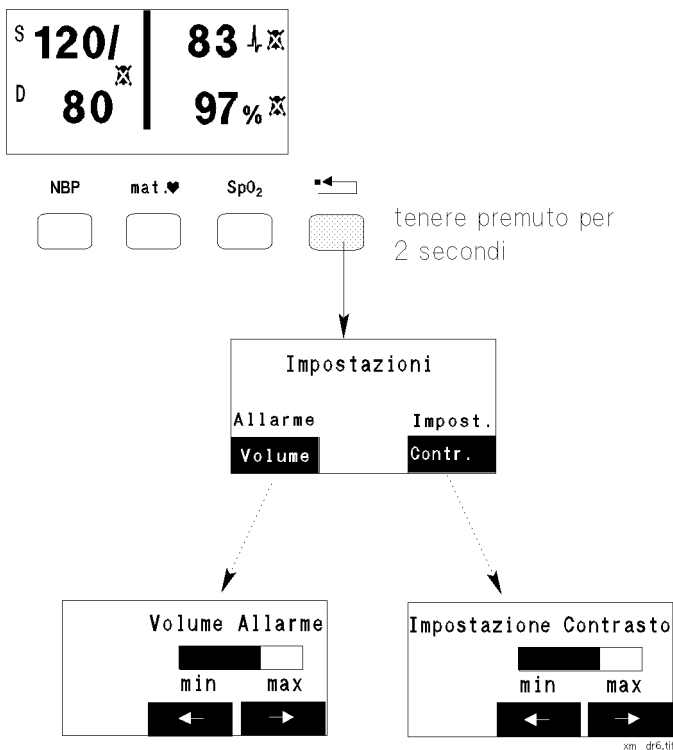 S 120/ 83
D 80 97%
NBP mat.♥ SpO₂
tenere premuto per
2 secondi
Impostazioni
Allarme Impost.
Volume Contr.
Volume Allarme
min max
← →
Impostazione Contrasto
min max
← →
xm dr6.tif